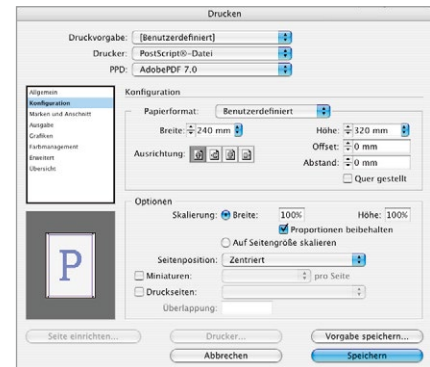 Drucken
Druckvorgabe: [Benutzerdefiniert]
Drucker: PostScript®-Datei
PPD: AdobePDF 7.0
Allgemein
Konfiguration
Marken und Anschnitt
Ausgabe
Grafiken
Farbmanagement
Erweitert
Übersicht
Konfiguration
Papierformat: Benutzerdefiniert
Breite: 240 mm
Höhe: 320 mm
Ausrichtung:
Offset: 0 mm
Abstand: 0 mm
Quer gestellt
Optionen
Skalierung: Breite: 100% Höhe: 100%
Proportionen beibehalten
Auf Seitengröße skalieren
Seitenposition: Zentriert
Miniaturen: pro Seite
Druckseiten:
Überlappung:
P
Seite einrichten... Drucker... Vorgabe speichern...
Abbrechen Speichern